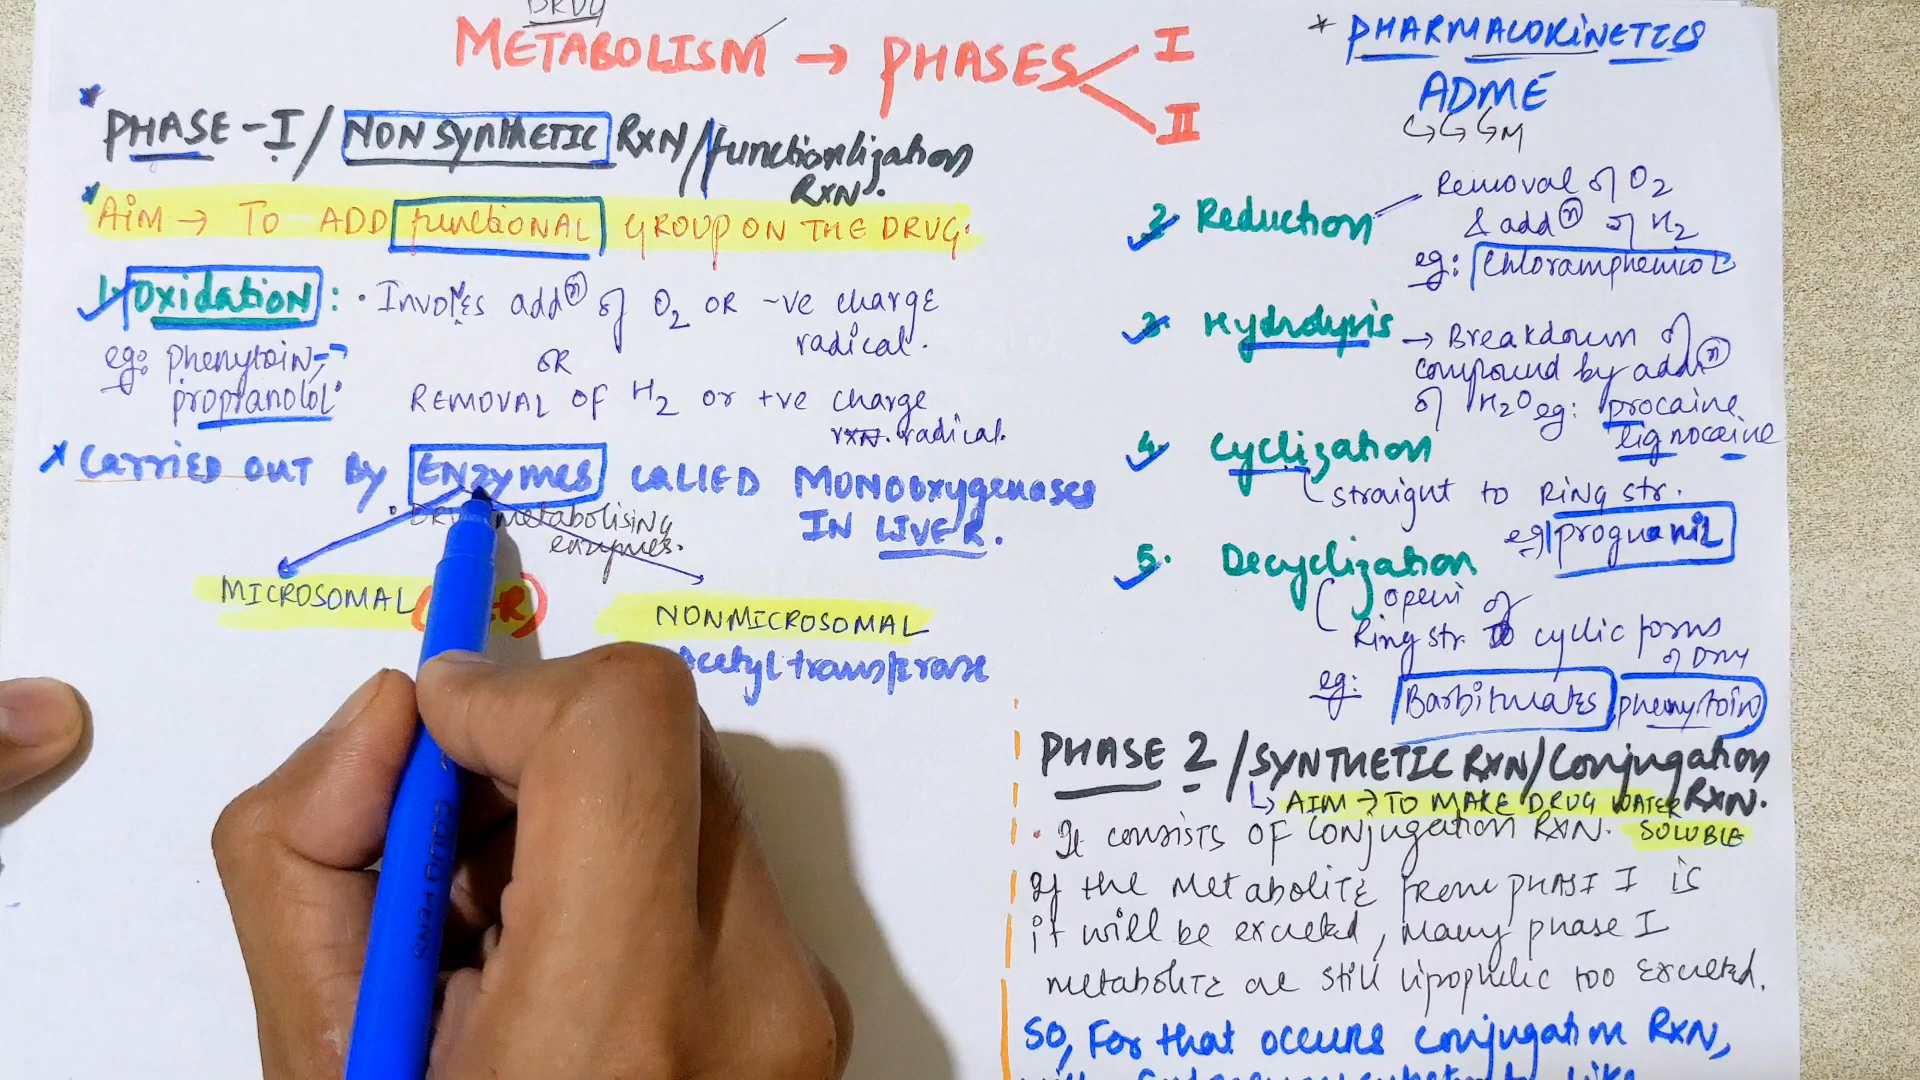 DRUG
METABOLISM → PHASES
I
II
PHASE-I / NON SYNTHETIC RXN / functionlization
RXN.
AIM → TO ADD functional GROUP ON THE DRUG.
1. Oxidation : • Involves add(n) of O2 OR -ve charge
radical.
eg: phenytoin,
propranolol
OR
REMOVAL OF H2 or +ve charge
radical.
* CARRIED OUT BY ENZYMES CALLED MONOOXYGENASES
IN LIVER.
• metabolising
enzymes.
MICROSOMAL
NONMICROSOMAL
Acetyl transferase
* PHARMACOKINETICS
ADME
M
2. Reduction
Removal of O2
& add(n) of H2
eg: Chloramphenicol
3. Hydrolysis → Breakdown of
compound by add(n)
of H2O eg: procaine
lignocaine
4. Cyclization
straight to Ring str.
eg proguanil
5. Decyclization
open of
Ring str. to cyclic forms
of Drug
eg: Barbiturates phenytoin
PHASE 2 / SYNTHETIC RXN / Conjugation
RXN.
AIM → TO MAKE DRUG WATER
SOLUBLE
• It consists OF conjugation RXN.
If the Metabolite from PHASE I is
it will be excreted, Many phase I
metabolite are still lipophilic too Excreted.
SO, For that occurs conjugation RXN,